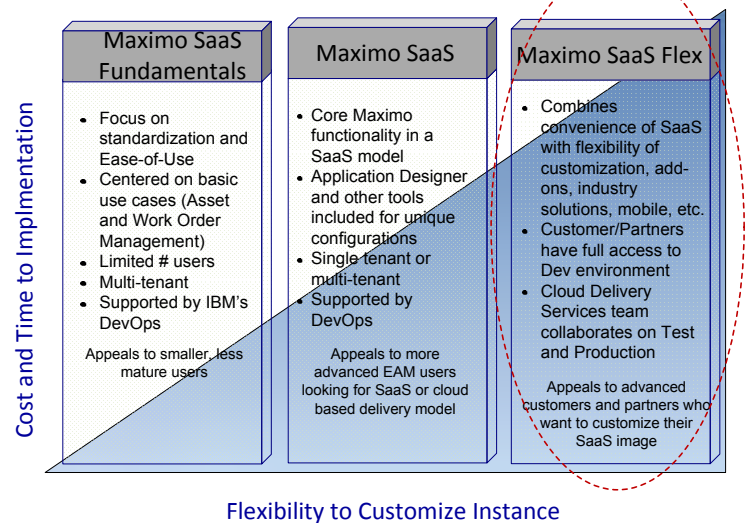 Maximo SaaS
Fundamentals
• Focus on
standardization and
Ease-of-Use
• Centered on basic
use cases (Asset
and Work Order
Management)
• Limited # users
• Multi-tenant
• Supported by IBM's
DevOps
Appeals to smaller, less
mature users
Maximo SaaS
• Core Maximo
functionality in a
SaaS model
• Application Designer
and other tools
included for unique
configurations
• Single tenant or
multi-tenant
• Supported by
DevOps
Appeals to more
advanced EAM users
looking for SaaS or cloud
based delivery model
Maximo SaaS Flex
• Combines
convenience of SaaS
with flexibility of
customization, add-
ons, industry
solutions, mobile, etc.
• Customer/Partners
have full access to
Dev environment
• Cloud Delivery
Services team
collaborates on Test
and Production
Appeals to advanced
customers and partners who
want to customize their
SaaS image
Cost and Time to Implmentation
Flexibility to Customize Instance